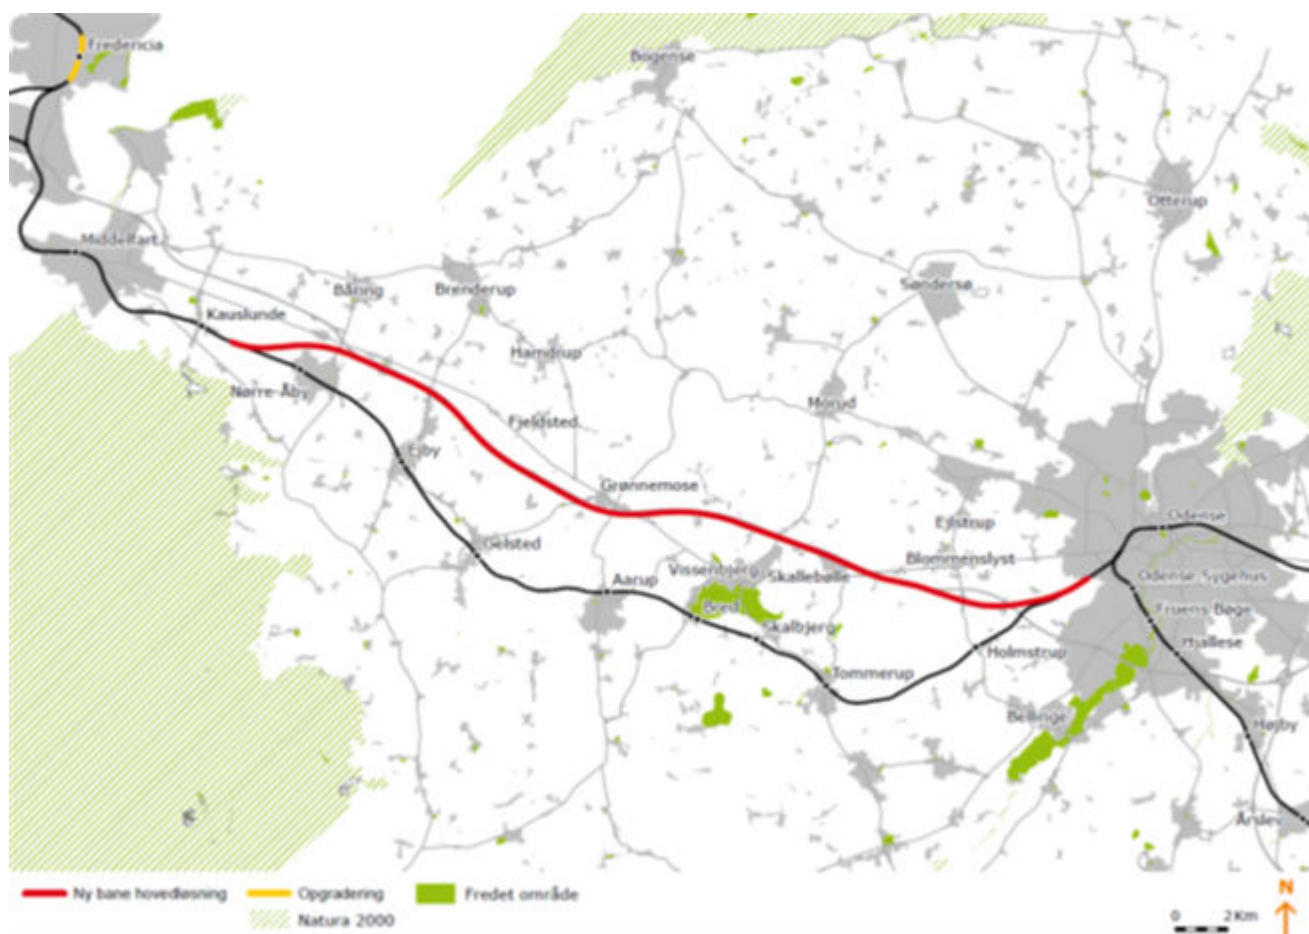 Fredericia
Bogense
Otterup
Middelfart
Båring
Brenderup
Søndersø
Kauslunde
Harndrup
Nørre Åby
Morud
Fjeldsted
Ejby
Grønnemose
Odense
Ejlstrup
Gelsted
Blommenslyst
Vissenbjerg
Skallebølle
Aarup
Odense Sygehus
Bred
Fruens Bøge
Skalbjerg
Hjallese
Holmstrup
Tommerup
Bellinge
Højby
Årslev
Ny bane hovedløsning
Opgradering
Fredet område
Natura 2000
N
0 2 Km